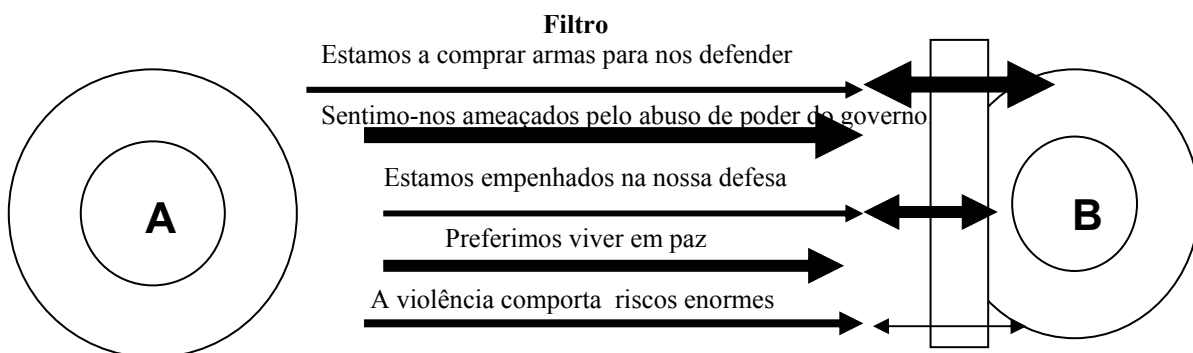 Filtro
Estamos a comprar armas para nos defender
Sentimo-nos ameaçados pelo abuso de poder do governo
Estamos empenhados na nossa defesa
A
B
Preferimos viver em paz
A violência comporta riscos enormes